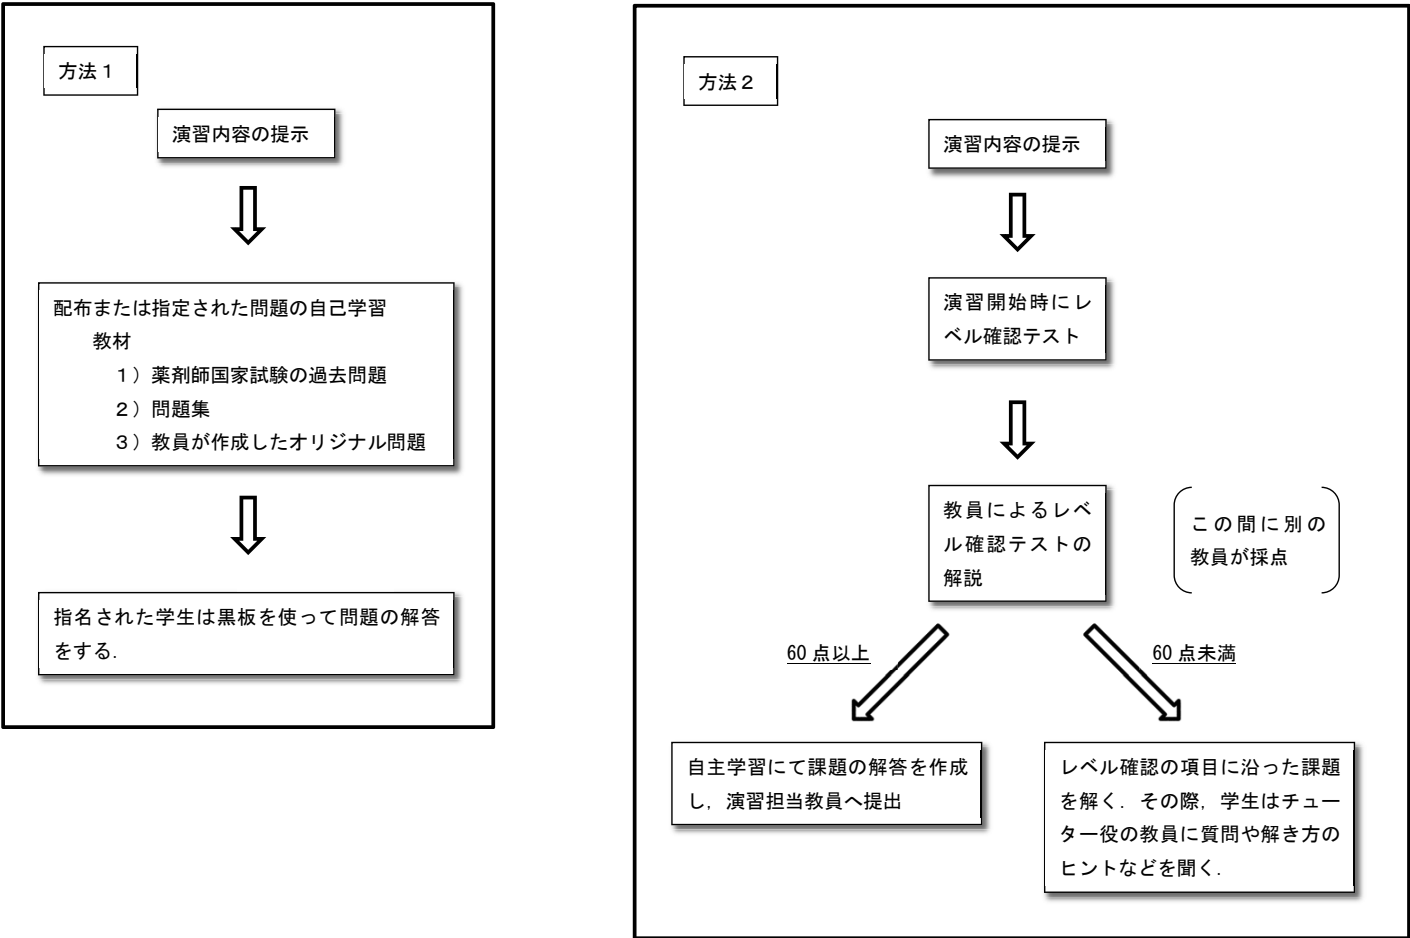 方法１
演習内容の提示
配布または指定された問題の自己学習
教材
１）薬剤師国家試験の過去問題
２）問題集
３）教員が作成したオリジナル問題
指名された学生は黒板を使って問題の解答
をする．
方法２
演習内容の提示
演習開始時にレ
ベル確認テスト
教員によるレベ
ル確認テストの
解説
この間に別の
教員が採点
60 点以上
60 点未満
自主学習にて課題の解答を作成
し，演習担当教員へ提出
レベル確認の項目に沿った課題
を解く．その際，学生はチュー
ター役の教員に質問や解き方の
ヒントなどを聞く．